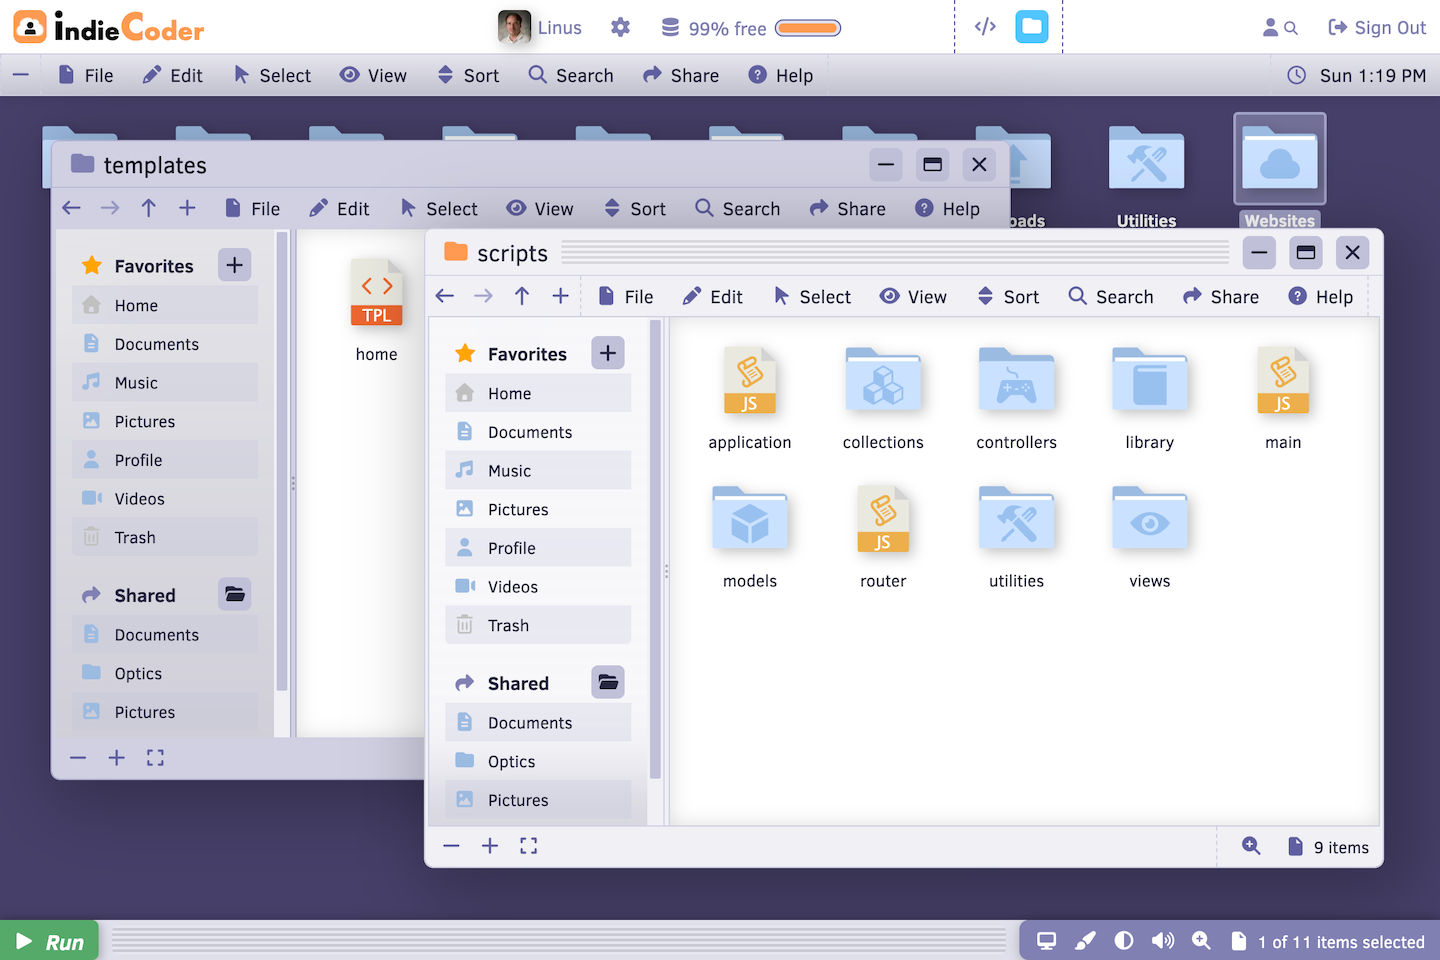 indieCoder
Linus
99% free
Sign Out
File
Edit
Select
View
Sort
Search
Share
Help
Sun 1:19 PM
Utilities
Websites
templates
File
Edit
Select
View
Sort
Search
Share
Help
Favorites
Home
Documents
Music
Pictures
Profile
Videos
Trash
Shared
Documents
Optics
Pictures
TPL
home
scripts
File
Edit
Select
View
Sort
Search
Share
Help
Favorites
Home
Documents
Music
Pictures
Profile
Videos
Trash
Shared
Documents
Optics
Pictures
JS
application
collections
controllers
library
JS
main
models
JS
router
utilities
views
9 items
Run
1 of 11 items selected